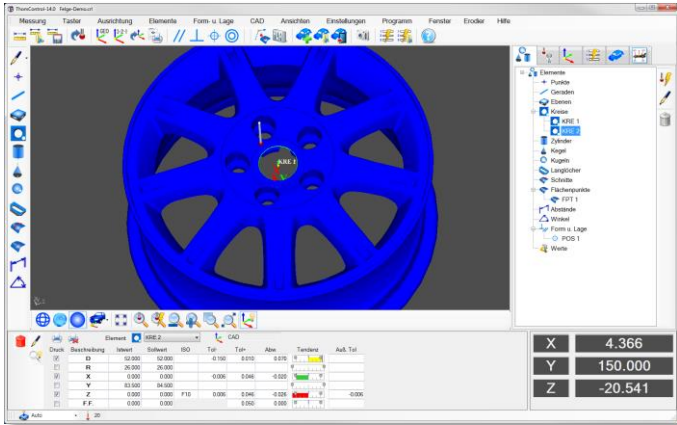 ThomControl-14.0 Felge-Demo.crl
Messung Taster Ausrichtung Elemente Form- u. Lage CAD Ansichten Einstellungen Programm Fenster Eroder Hilfe
Elemente
Punkte
Geraden
Ebenen
Kreise
KRE 1
KRE 2
Zylinder
Kegel
Kugeln
Langlöcher
Schnitte
Flächenpunkte
FPT 1
Abstände
Winkel
Form u. Lage
POS 1
Werte
KRE 1
Element KRE 2 CAD
Druck Beschreibung Istwert Sollwert ISO Tol- Tol+ Abw Tendenz Auß. Tol
D 52.000 52.000 -0.150 0.010 0.070
R 26.000 26.000
X 0.000 0.000 -0.006 0.046 -0.020
Y 83.500 84.500
Z 0.000 0.000 F10 0.006 0.046 -0.026 -0.006
F.F. 0.000 0.000 0.050 0.000
X 4.366
Y 150.000
Z -20.541
Auto 2D